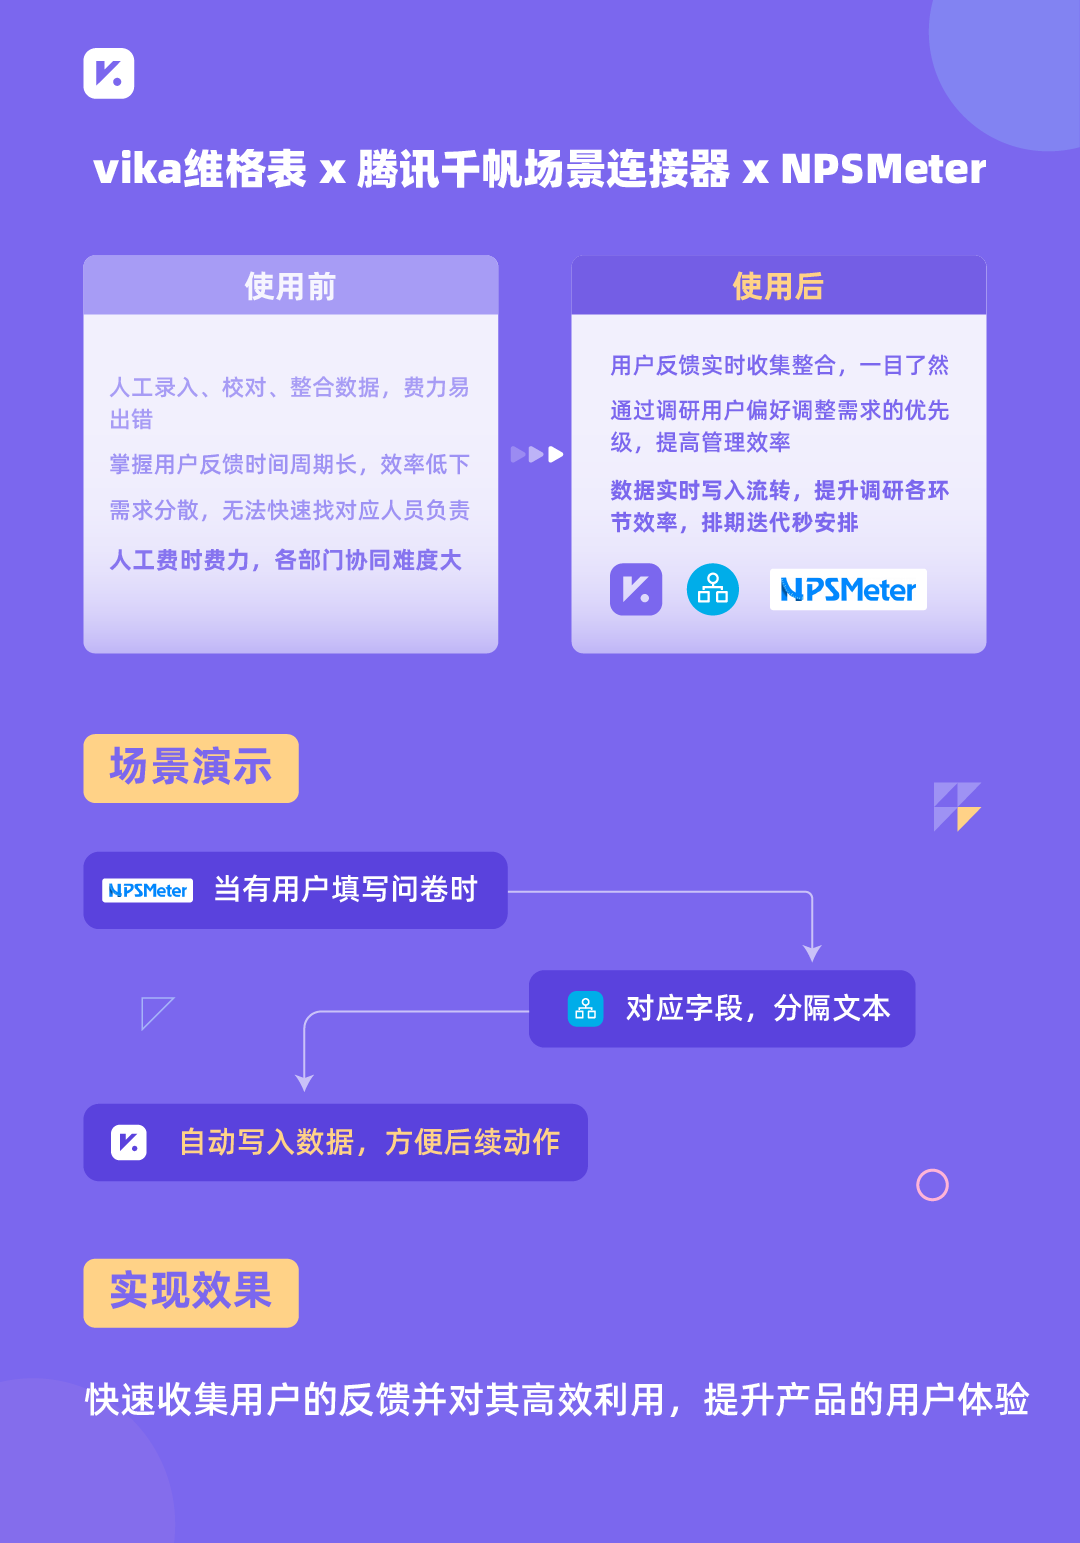 vika维格表 x 腾讯千帆场景连接器 x NPSMeter
使用前
人工录入、校对、整合数据，费力易
出错
掌握用户反馈时间周期长，效率低下
需求分散，无法快速找对应人员负责
人工费时费力，各部门协同难度大
使用后
用户反馈实时收集整合，一目了然
通过调研用户偏好调整需求的优先
级，提高管理效率
数据实时写入流转，提升调研各环
节效率，排期迭代秒安排
NPSMeter
场景演示
NPSMeter 当有用户填写问卷时
对应字段，分隔文本
自动写入数据，方便后续动作
实现效果
快速收集用户的反馈并对其高效利用，提升产品的用户体验